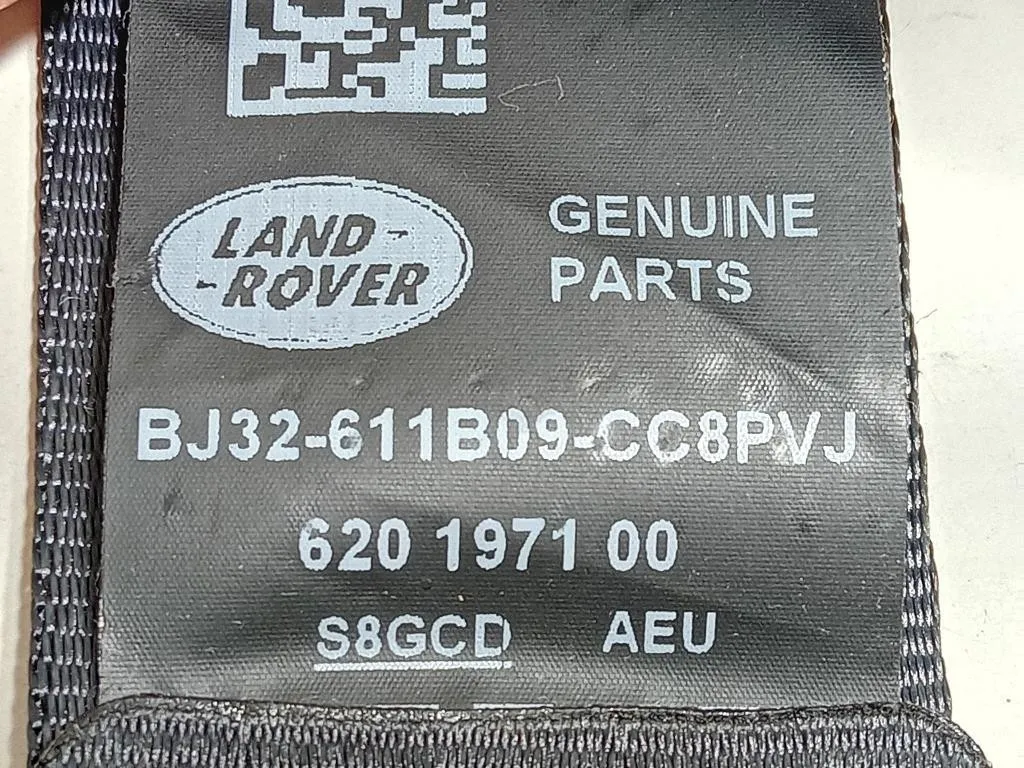 LAND-
-ROVER
GENUINE
PARTS
BJ32-611B09-CC8PVJ
620 1971 00
S8GCD AEU